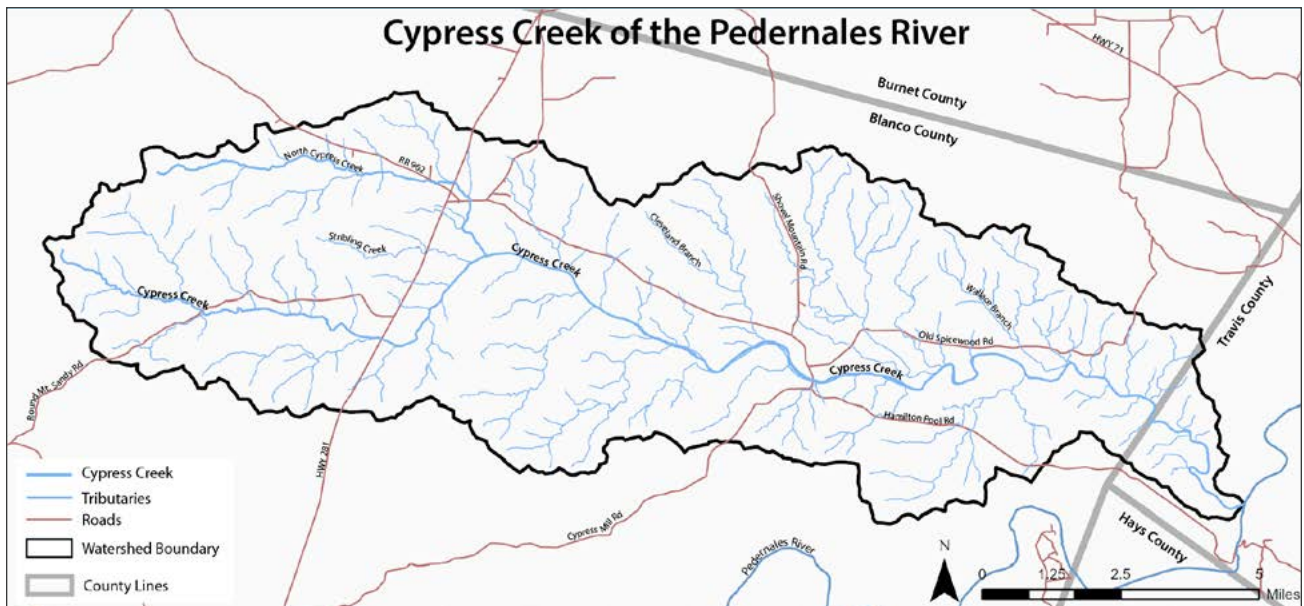 Cypress Creek of the Pedernales River
HWY 71
Burnet County
Blanco County
North Cypress Creek
RR 962
Shovel Mountain Rd
Cleveland Branch
Stribling Creek
Cypress Creek
Cypress Creek
Wallace Branch
Travis County
Old Spicewood Rd
Cypress Creek
Round Mt. Sandy Rd
Hamilton Pool Rd
HWY 281
Cypress Mill Rd
Pedernales River
Hays County
Cypress Creek
Tributaries
Roads
Watershed Boundary
County Lines
N
0 1.25 2.5 5
Miles